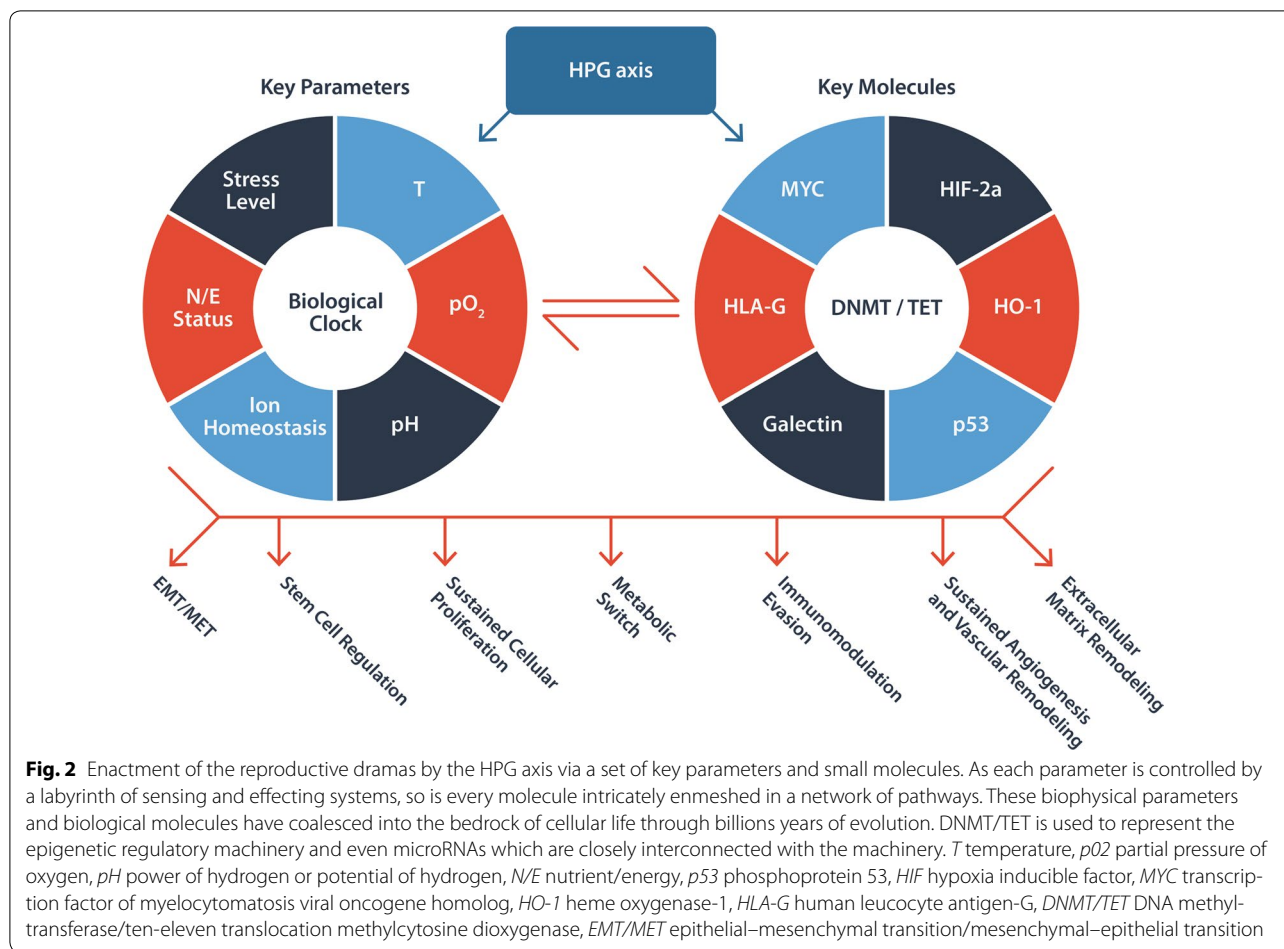 HPG axis
Key Parameters
Key Molecules
Stress
Level
T
N/E
Status
Biological
Clock
pO₂
Ion
Homeostasis
pH
MYC
HIF-2a
HLA-G
DNMT / TET
HO-1
Galectin
p53
EMT/MET
Stem Cell Regulation
Sustained Cellular
Proliferation
Metabolic
Switch
Immunomodulation
Evasion
Sustained Angiogenesis
and Vascular Remodeling
Extracellular
Matrix Remodeling
Fig. 2 Enactment of the reproductive dramas by the HPG axis via a set of key parameters and small molecules. As each parameter is controlled by
a labyrinth of sensing and effecting systems, so is every molecule intricately enmeshed in a network of pathways. These biophysical parameters
and biological molecules have coalesced into the bedrock of cellular life through billions years of evolution. DNMT/TET is used to represent the
epigenetic regulatory machinery and even microRNAs which are closely interconnected with the machinery. T temperature, p02 partial pressure of
oxygen, pH power of hydrogen or potential of hydrogen, N/E nutrient/energy, p53 phosphoprotein 53, HIF hypoxia inducible factor, MYC transcrip-
tion factor of myelocytomatosis viral oncogene homolog, HO-1 heme oxygenase-1, HLA-G human leucocyte antigen-G, DNMT/TET DNA methyl-
transferase/ten-eleven translocation methylcytosine dioxygenase, EMT/MET epithelial–mesenchymal transition/mesenchymal–epithelial transition